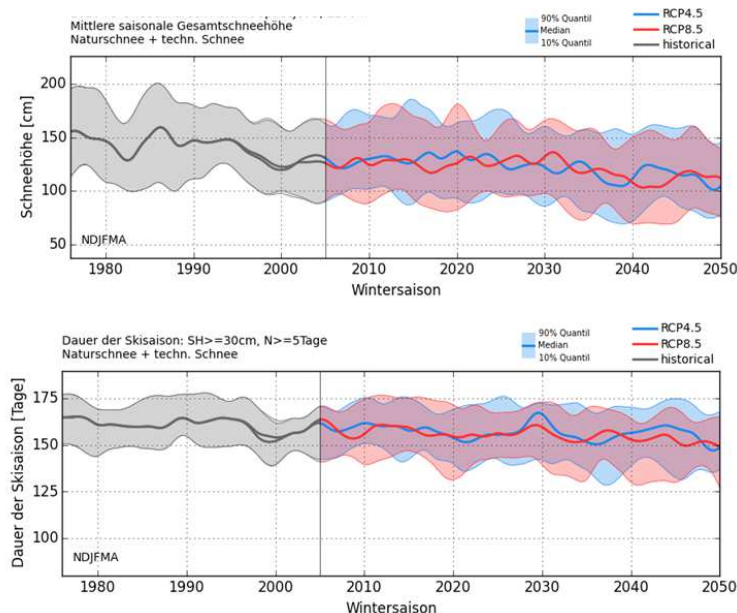 Mittlere saisonale Gesamtschneehöhe
Naturschnee + techn. Schnee
90% Quantil
Median
10% Quantil
RCP4.5
RCP8.5
historical
Schneehöhe [cm]
200
150
100
50
NDJFMA
1980 1990 2000 2010 2020 2030 2040 2050
Wintersaison
Dauer der Skisaison: SH>=30cm, N>=5Tage
Naturschnee + techn. Schnee
90% Quantil
Median
10% Quantil
RCP4.5
RCP8.5
historical
Dauer der Skisaison [Tage]
175
150
125
100
NDJFMA
1980 1990 2000 2010 2020 2030 2040 2050
Wintersaison